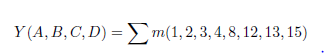 Y(A,B,C,D) = ∑ m(1,2,3,4,8,12,13,15)
.